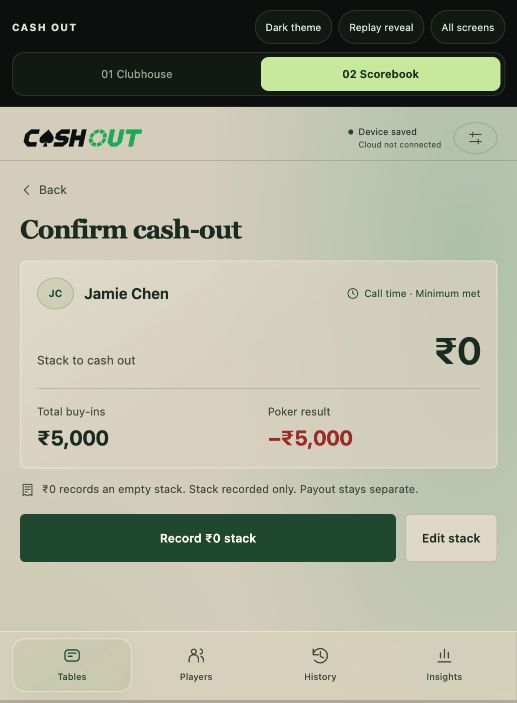 CASH OUT
Dark theme
Replay reveal
All screens
01 Clubhouse
02 Scorebook
CASHOUT
Device saved
Cloud not connected
Back
Confirm cash-out
JC
Jamie Chen
Call time · Minimum met
Stack to cash out
₹0
Total buy-ins
Poker result
₹5,000
−₹5,000
₹0 records an empty stack. Stack recorded only. Payout stays separate.
Record ₹0 stack
Edit stack
Tables
Players
History
Insights